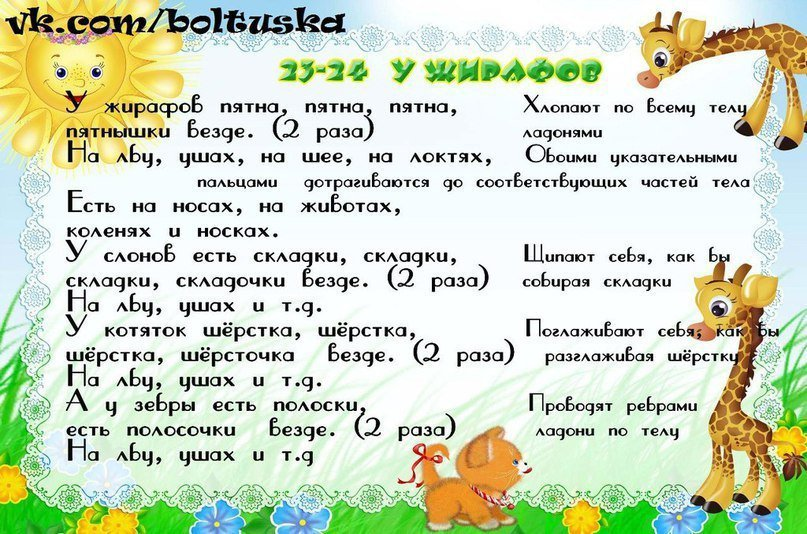 vk.com/boltuska
23-24 У ЖИРАФОВ
У жирафов пятна, пятна, пятна, Хлопают по всему телу
пятнышки везде. (2 раза) ладонями
На лбу, ушах, на шее, на локтях, Обоими указательными
пальцами дотрагиваются до соответствующих частей тела
Есть на носах, на животах,
коленях и носках.
У слонов есть складки, складки, Щипают себя, как бы
складки, складочки везде. (2 раза) собирая складки
На лбу, ушах и т.д.
У котяток шёрстка, шёрстка, Поглаживают себя, как бы
шёрстка, шёрсточка везде. (2 раза) разглаживая шёрстку
На лбу, ушах и т.д.
А у зебры есть полоски, Проводят ребрами
есть полосочки везде. (2 раза) ладони по телу
На лбу, ушах и т.д